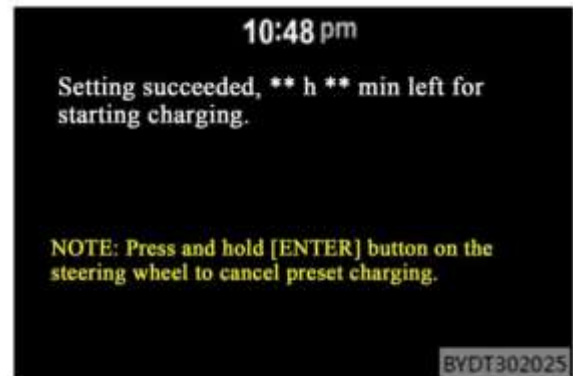 10:48 pm
Setting succeeded, ** h ** min left for
starting charging.
NOTE: Press and hold [ENTER] button on the
steering wheel to cancel preset charging.
BYDT302025